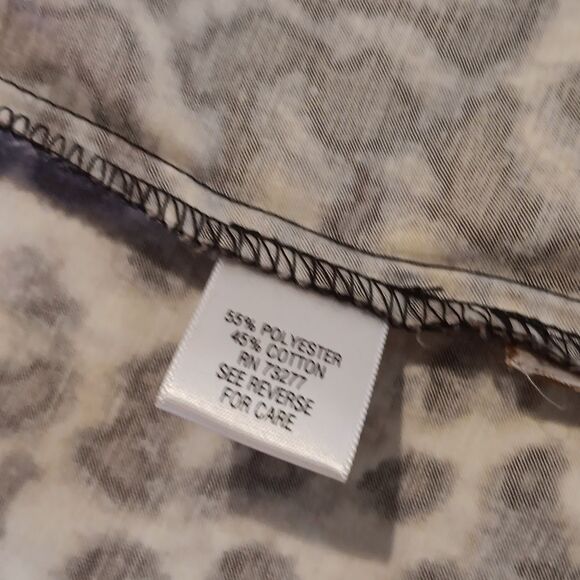 55% POLYESTER
45% COTTON
RN 73277
SEE REVERSE
FOR CARE